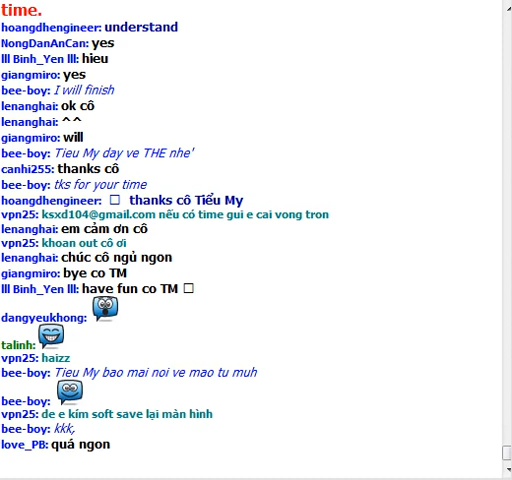 time.
hoangdhengineer: understand
NongDanAnCan: yes
lll Binh_Yen lll: hieu
giangmiro: yes
bee-boy: I will finish
lenanghai: ok cô
lenanghai: ^^
giangmiro: will
bee-boy: Tieu My day ve THE nhe'
canhi255: thanks cô
bee-boy: tks for your time
hoangdhengineer: □ thanks cô Tiểu My
vpn25: ksxd104@gmail.com nếu có time gui e cai vong tron
lenanghai: em cảm ơn cô
vpn25: khoan out cô ơi
lenanghai: chúc cô ngủ ngon
giangmiro: bye co TM
lll Binh_Yen lll: have fun co TM □
dangyeukhong:
talinh:
vpn25: haizz
bee-boy: Tieu My bao mai noi ve mao tu muh
bee-boy:
vpn25: de e kím soft save lại màn hình
bee-boy: kkk,
love_PB: quá ngon